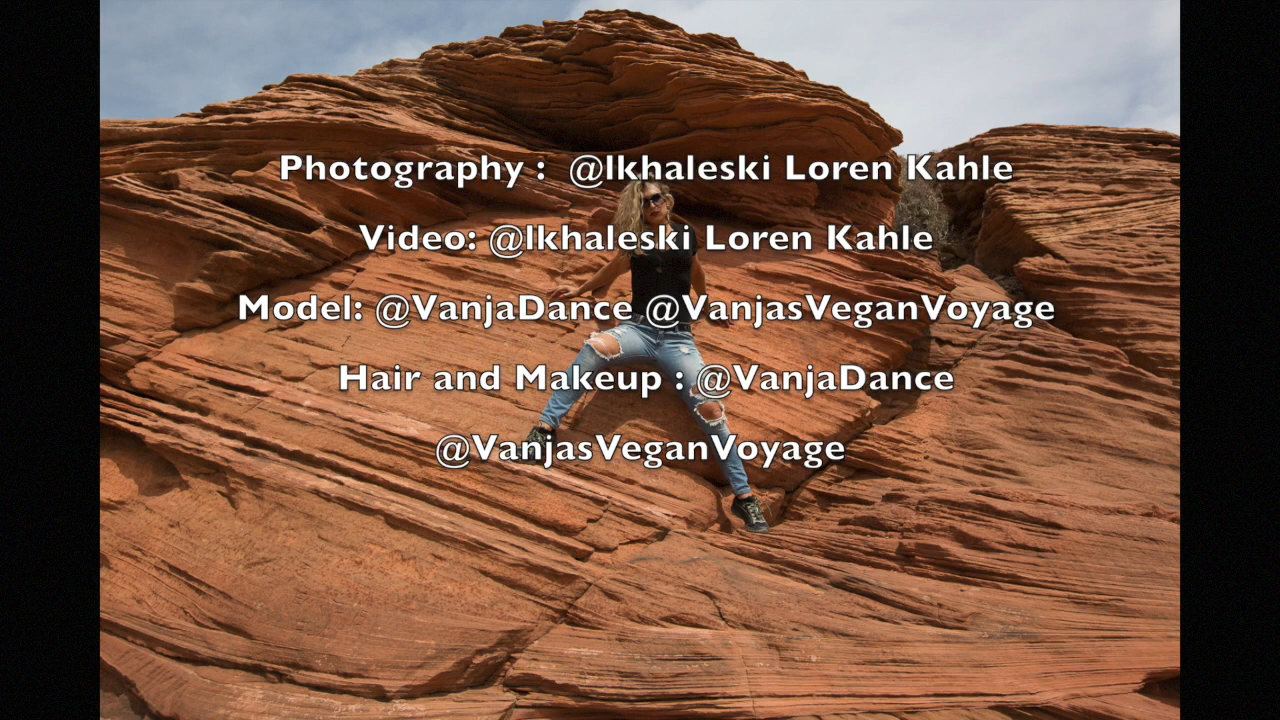 Photography :  @lkhaleski Loren Kahle
Video: @lkhaleski Loren Kahle
Model: @VanjaDance @VanjasVeganVoyage
Hair and Makeup : @VanjaDance
@VanjasVeganVoyage